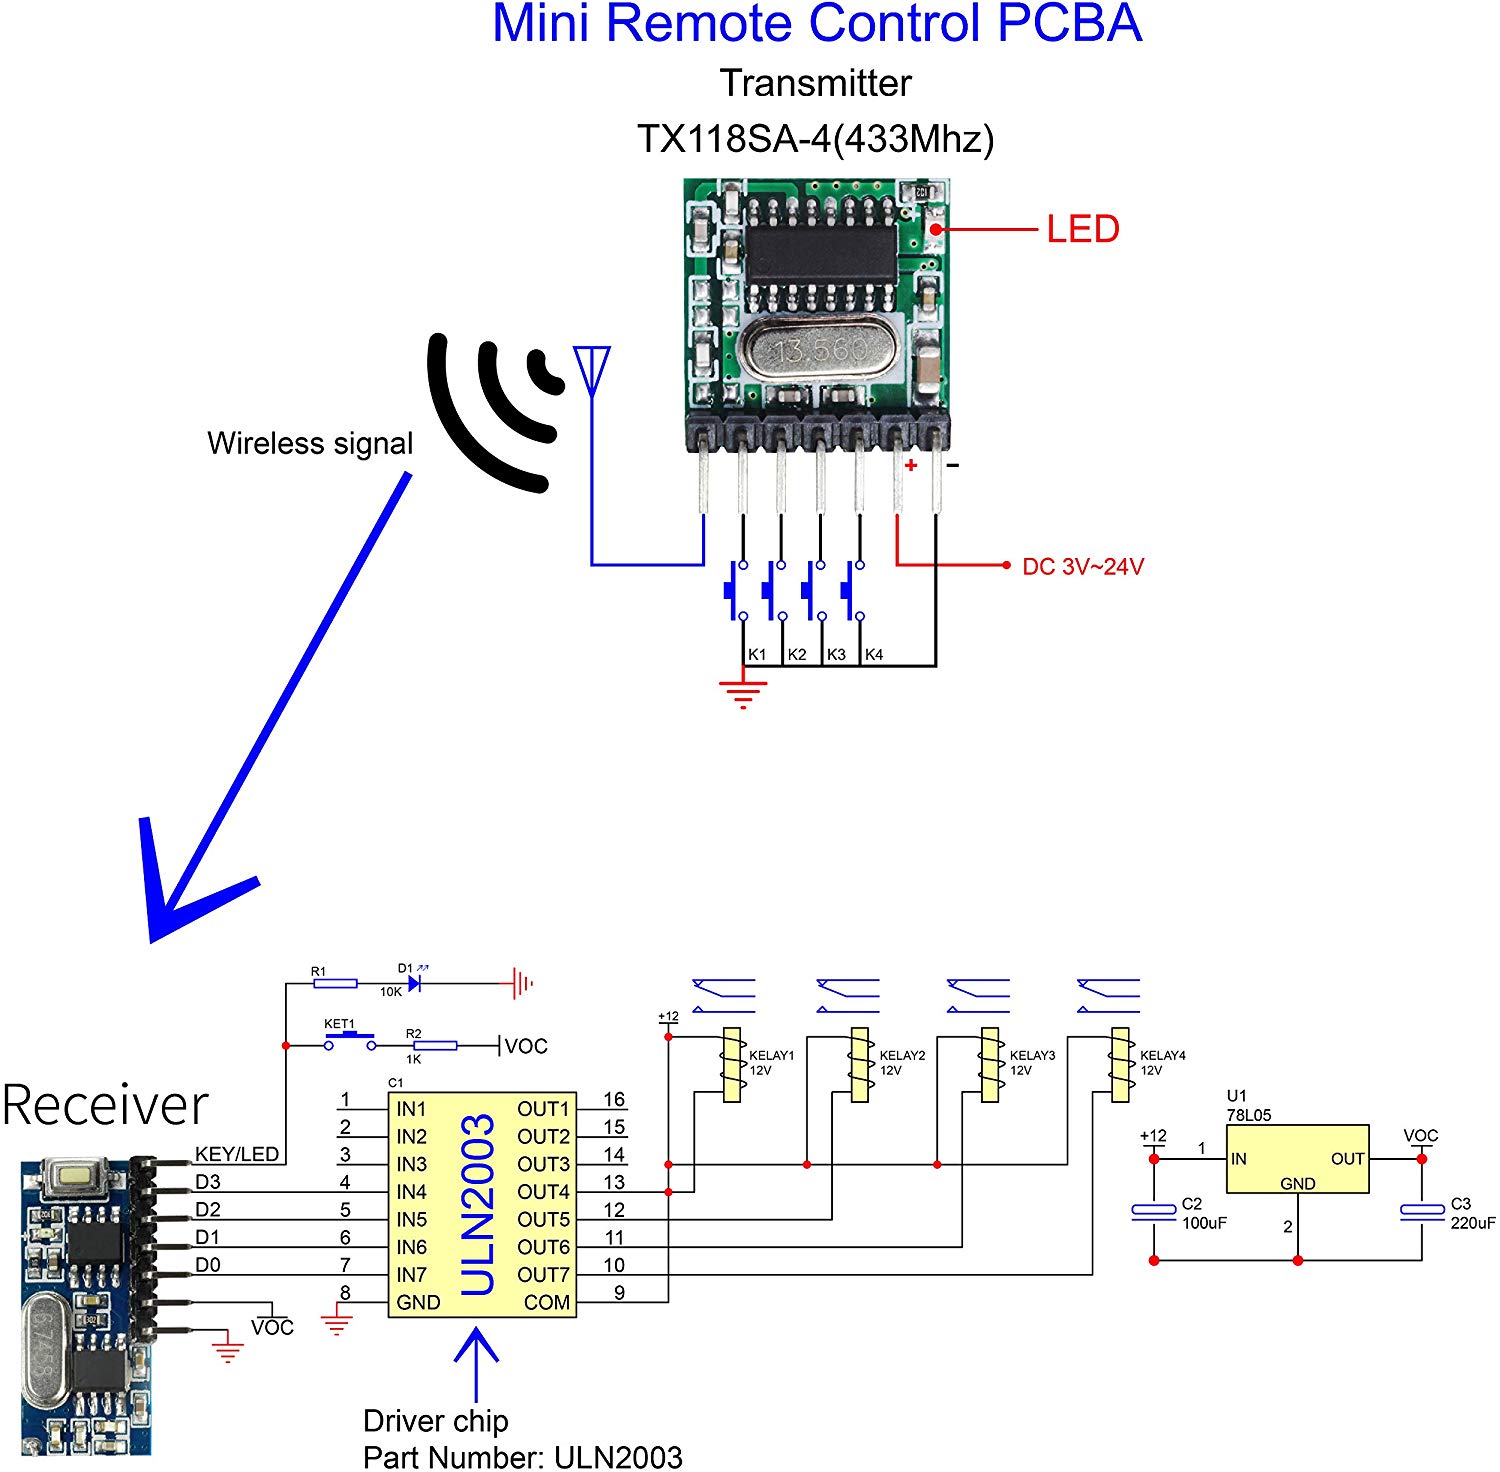 Mini Remote Control PCBA
Transmitter
TX118SA-4(433Mhz)
LED
13.560
Wireless signal
+ −
DC 3V~24V
K1 K2 K3 K4
R1
D1
10K
KET1
R2
1K
VOC
+12
KELAY1
12V
KELAY2
12V
KELAY3
12V
KELAY4
12V
Receiver
KEY/LED
D3
D2
D1
D0
VOC
C1
ULN2003
1 IN1 OUT1 16
2 IN2 OUT2 15
3 IN3 OUT3 14
4 IN4 OUT4 13
5 IN5 OUT5 12
6 IN6 OUT6 11
7 IN7 OUT7 10
8 GND COM 9
U1
78L05
+12
1 IN OUT
VOC
GND
2
C2
100uF
C3
220uF
6.7458
Driver chip
Part Number: ULN2003